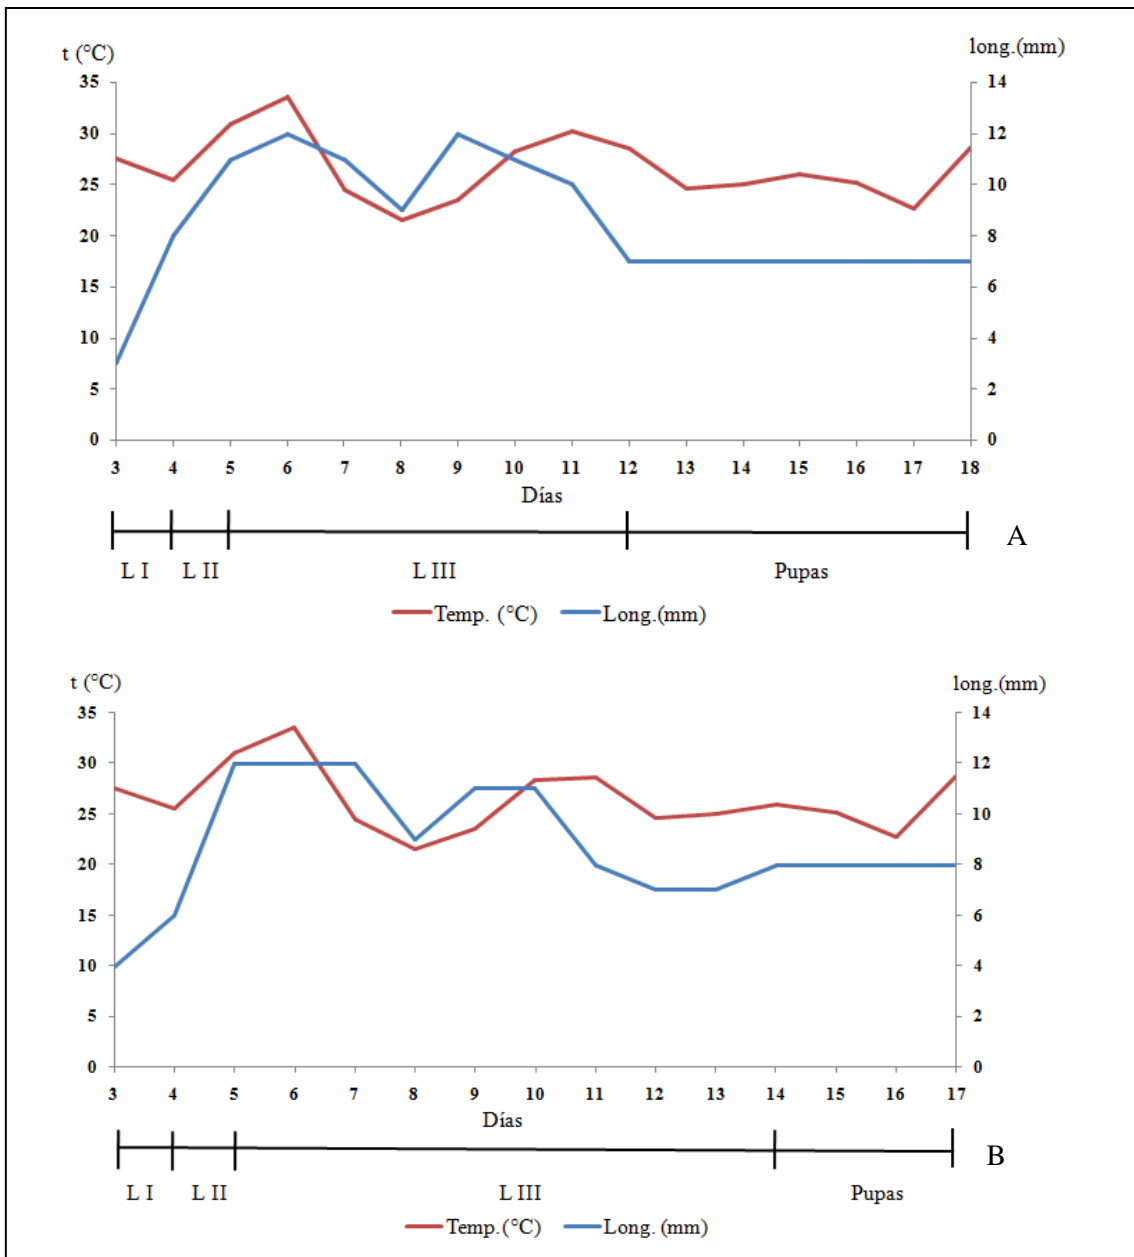 t (°C)
long.(mm)
35
30
25
20
15
10
5
0
14
12
10
8
6
4
2
0
3 4 5 6 7 8 9 10 11 12 13 14 15 16 17 18
Días
A
L I L II L III Pupas
Temp. (°C) Long.(mm)
t (°C)
long.(mm)
35
30
25
20
15
10
5
0
14
12
10
8
6
4
2
0
3 4 5 6 7 8 9 10 11 12 13 14 15 16 17
Días
B
L I L II L III Pupas
Temp.(°C) Long. (mm)